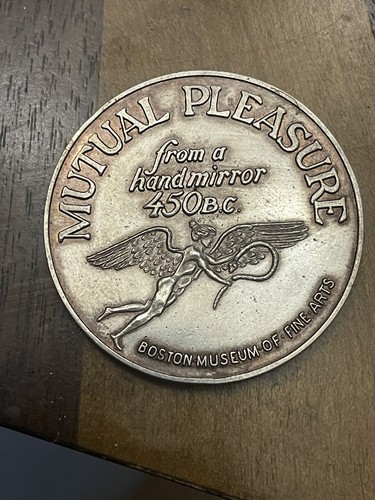 MUTUAL PLEASURE
from a
handmirror
450 B.C.
BOSTON·MUSEUM·OF·FINE·ARTS